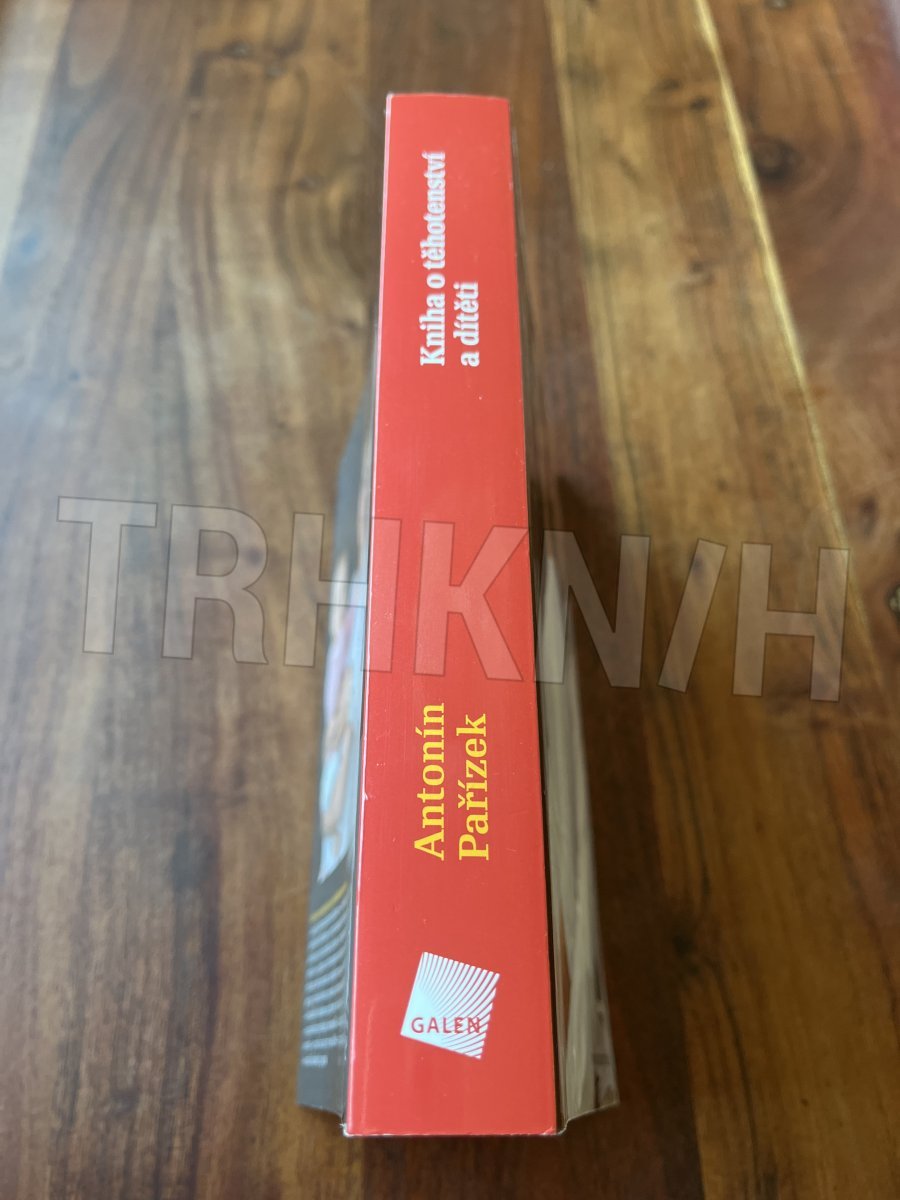 Kniha o těhotenství
a dítěti
Antonín
Pařízek
GALEN
TRHKNIH